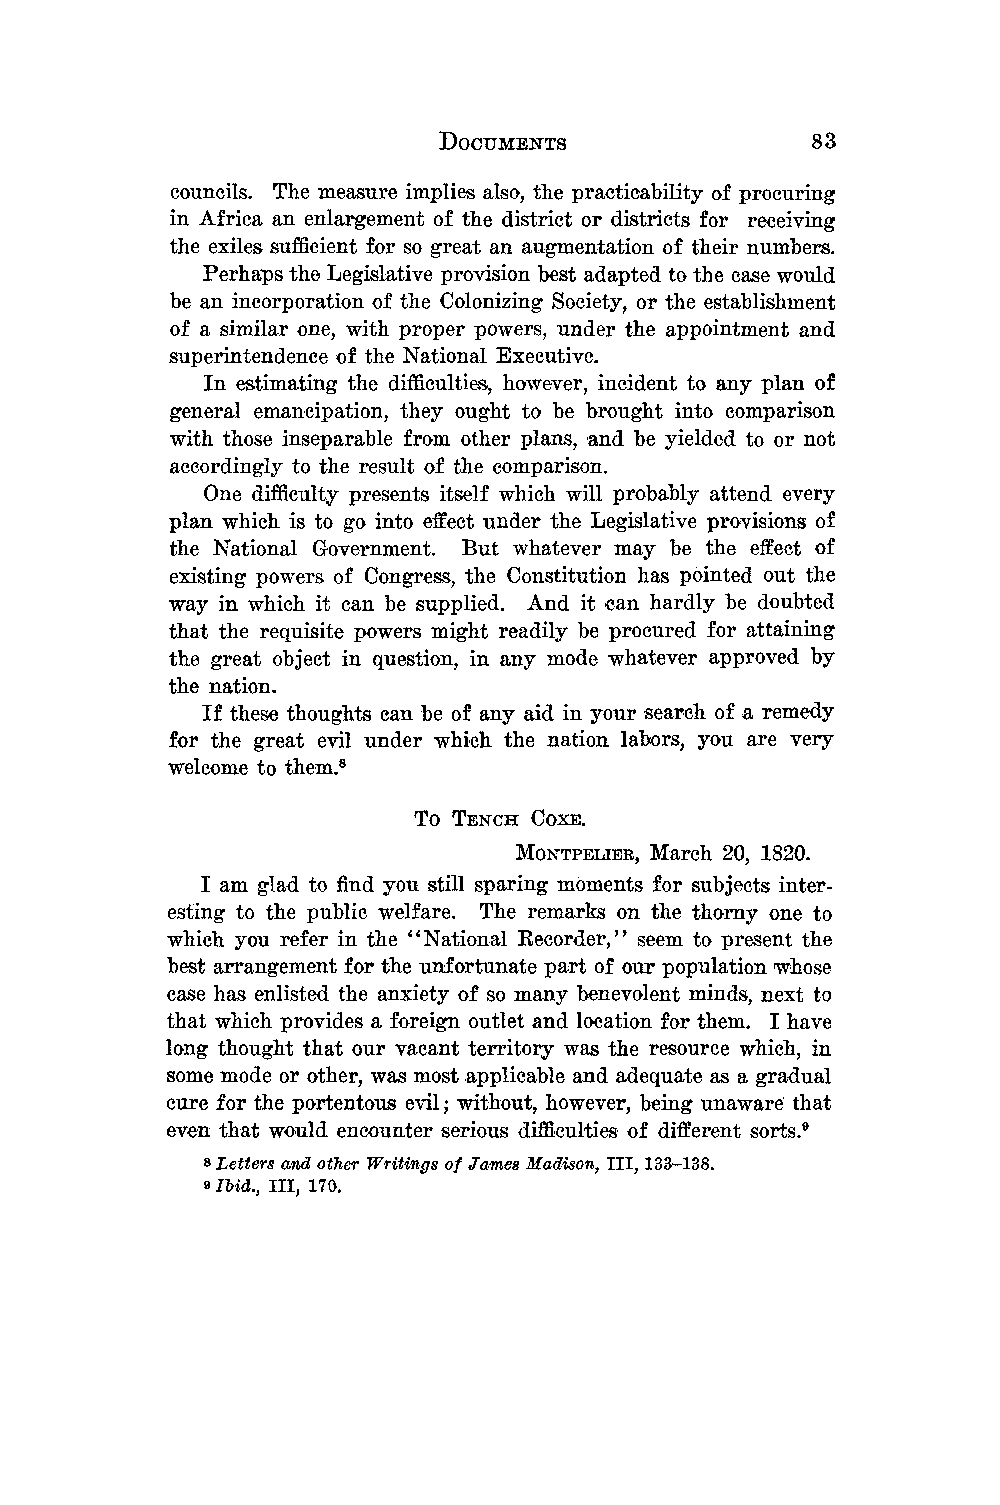 DOCUMENTS 83
councils. The measure implies also, the practicability of procuring
in Africa an enlargement of the district or districts for receiving
the exiles sufficient for so great an augmentation of their numbers.
Perhaps the Legislative provision best adapted to the case would
be an incorporation of the Colonizing Society, or the establishment
of a similar one, with proper powers, under the appointment and
superintendence of the National Executive.
In estimating the difficulties, however, incident to any plan of
general emancipation, they ought to be brought into comparison
with those inseparable from other plans, and be yielded to or not
accordingly to the result of the comparison.
One difficulty presents itself which will probably attend every
plan which is to go into effect under the Legislative provisions of
the National Government. But whatever may be the effect of
existing powers of Congress, the Constitution has pointed out the
way in which it can be supplied. And it can hardly be doubted
that the requisite powers might readily be procured for attaining
the great object in question, in any mode whatever approved by
the nation.
If these thoughts can be of any aid in your search of a remedy
for the great evil under which the nation labors, you are very
welcome to them.⁸
TO TENCH COXE.
MONTPELIER, March 20, 1820.
I am glad to find you still sparing moments for subjects inter-
esting to the public welfare. The remarks on the thorny one to
which you refer in the "National Recorder," seem to present the
best arrangement for the unfortunate part of our population whose
case has enlisted the anxiety of so many benevolent minds, next to
that which provides a foreign outlet and location for them. I have
long thought that our vacant territory was the resource which, in
some mode or other, was most applicable and adequate as a gradual
cure for the portentous evil; without, however, being unaware that
even that would encounter serious difficulties of different sorts.⁹
⁸ Letters and other Writings of James Madison, III, 133–138.
⁹ Ibid., III, 170.